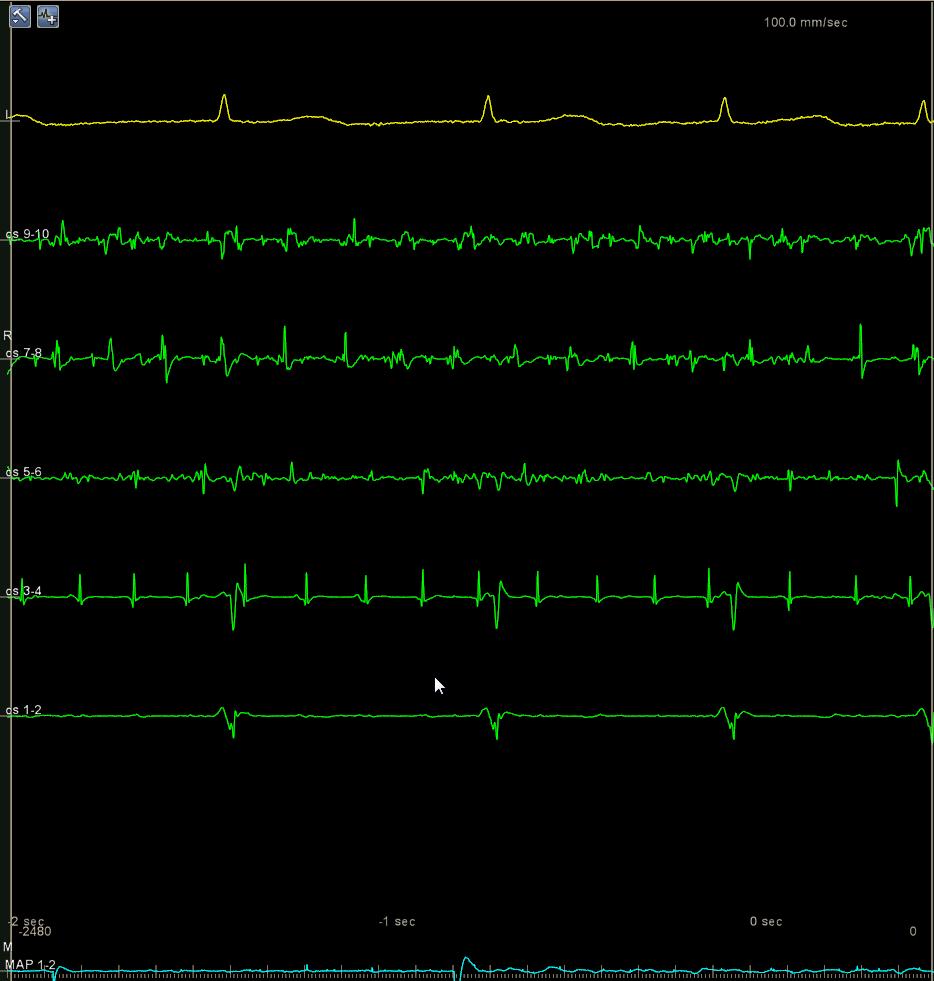 100.0 mm/sec
I
cs 9-10
R
cs 7-8
cs 5-6
cs 3-4
cs 1-2
-2 sec
-1 sec
0 sec
-2480
0
M
MAP 1-2